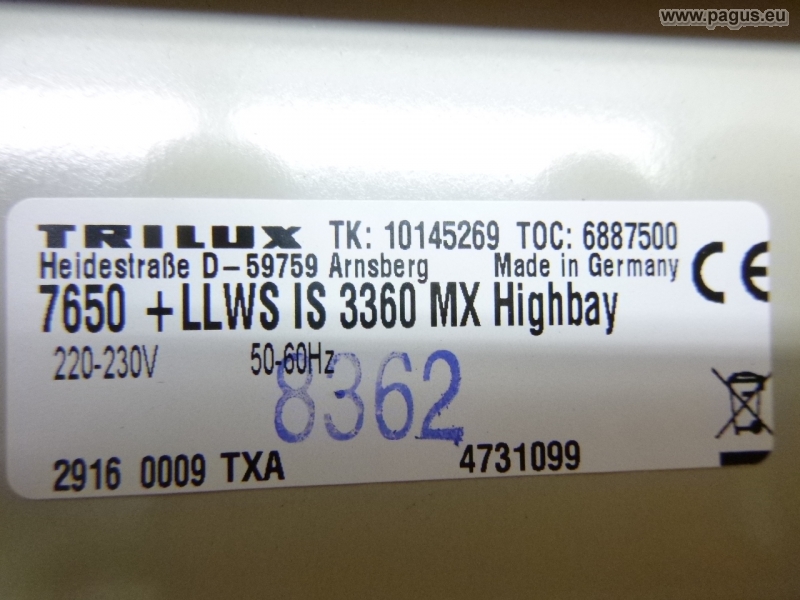 www.pagus.eu
TRILUX TK: 10145269 TOC: 6887500
Heidestraße D-59759 Arnsberg Made in Germany
7650 +LLWS IS 3360 MX Highbay
220-230V 50-60Hz
8362
2916 0009 TXA 4731099
CE